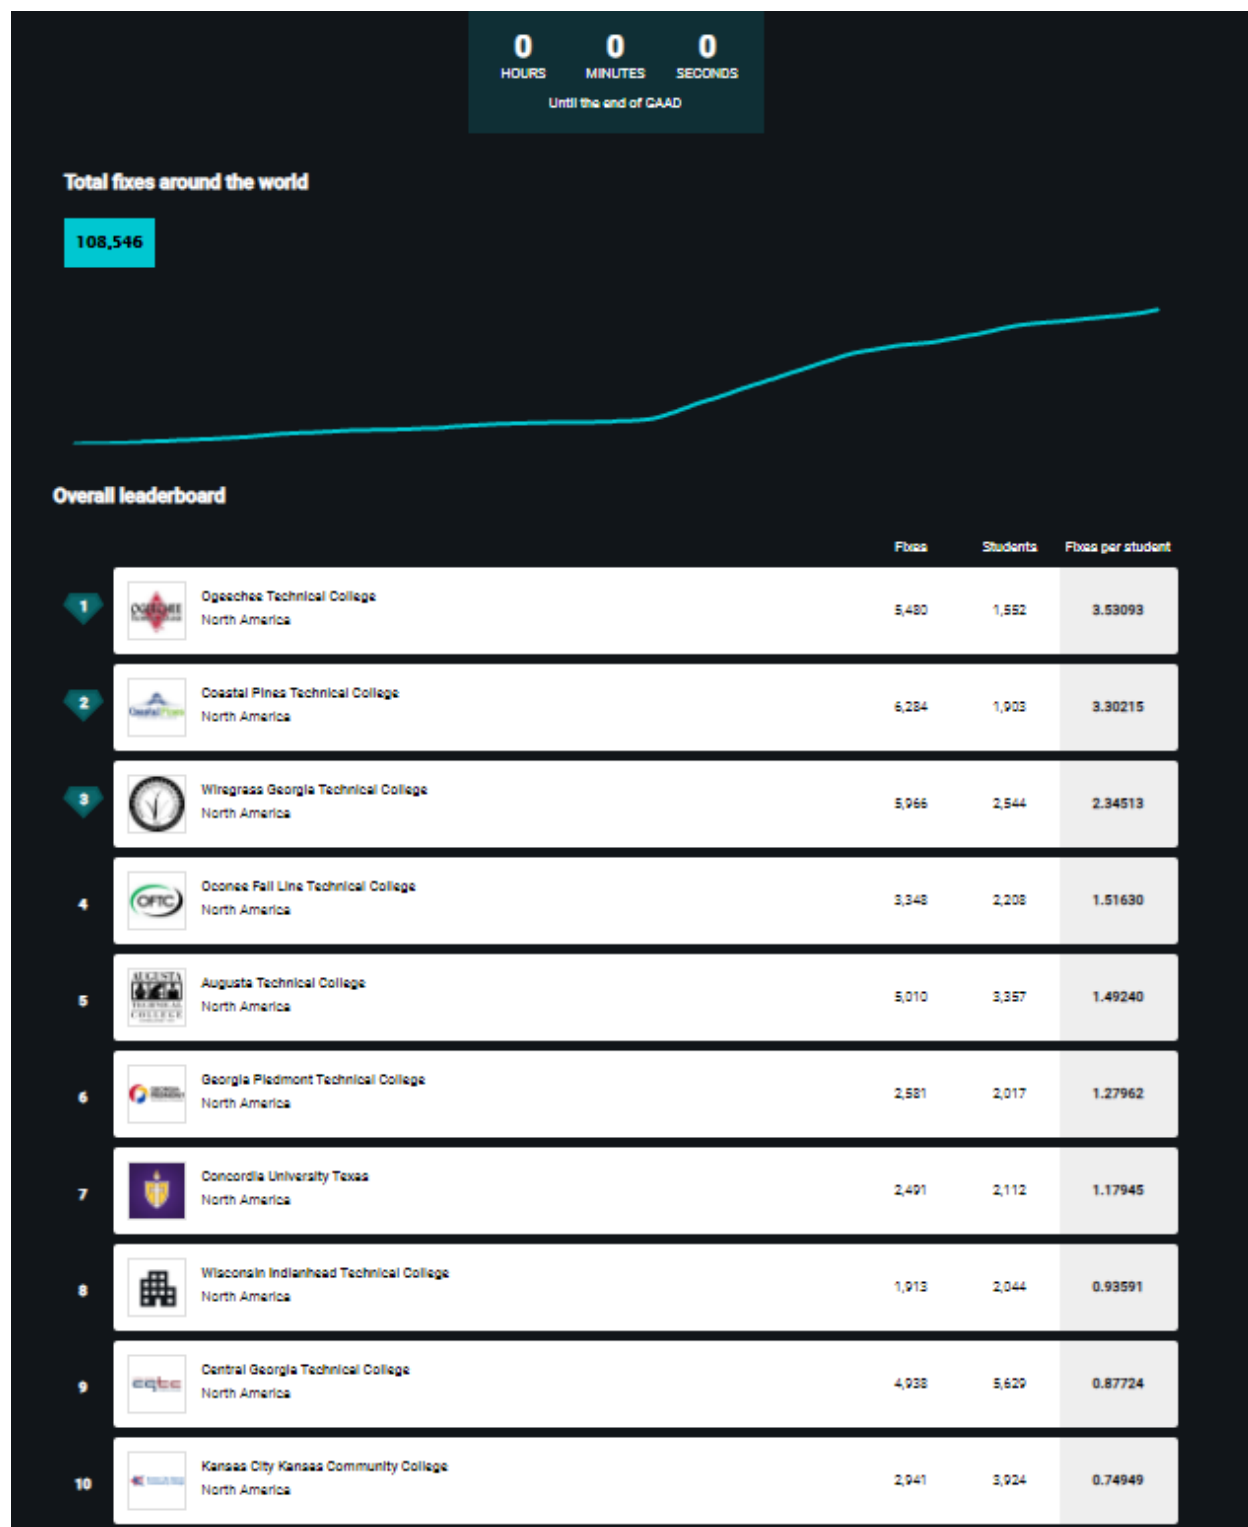 0 0 0
HOURS MINUTES SECONDS
Until the end of GAAD
Total fixes around the world
108,546
Overall leaderboard
Fixes Students Fixes per student
1 Ogeechee Technical College
North America
5,480 1,552 3.53093
2 Coastal Pines Technical College
North America
6,284 1,903 3.30215
3 Wiregrass Georgia Technical College
North America
5,966 2,544 2.34513
4 OFTC Oconee Fall Line Technical College
North America
3,348 2,208 1.51630
5 AUGUSTA TECHNICAL COLLEGE Augusta Technical College
North America
5,010 3,357 1.49240
6 Georgia Piedmont Technical College
North America
2,581 2,017 1.27962
7 Concordia University Texas
North America
2,491 2,112 1.17945
8 Wisconsin Indianhead Technical College
North America
1,913 2,044 0.93591
9 cgtc Central Georgia Technical College
North America
4,938 5,629 0.87724
10 Kansas City Kansas Community College
North America
2,941 3,924 0.74949